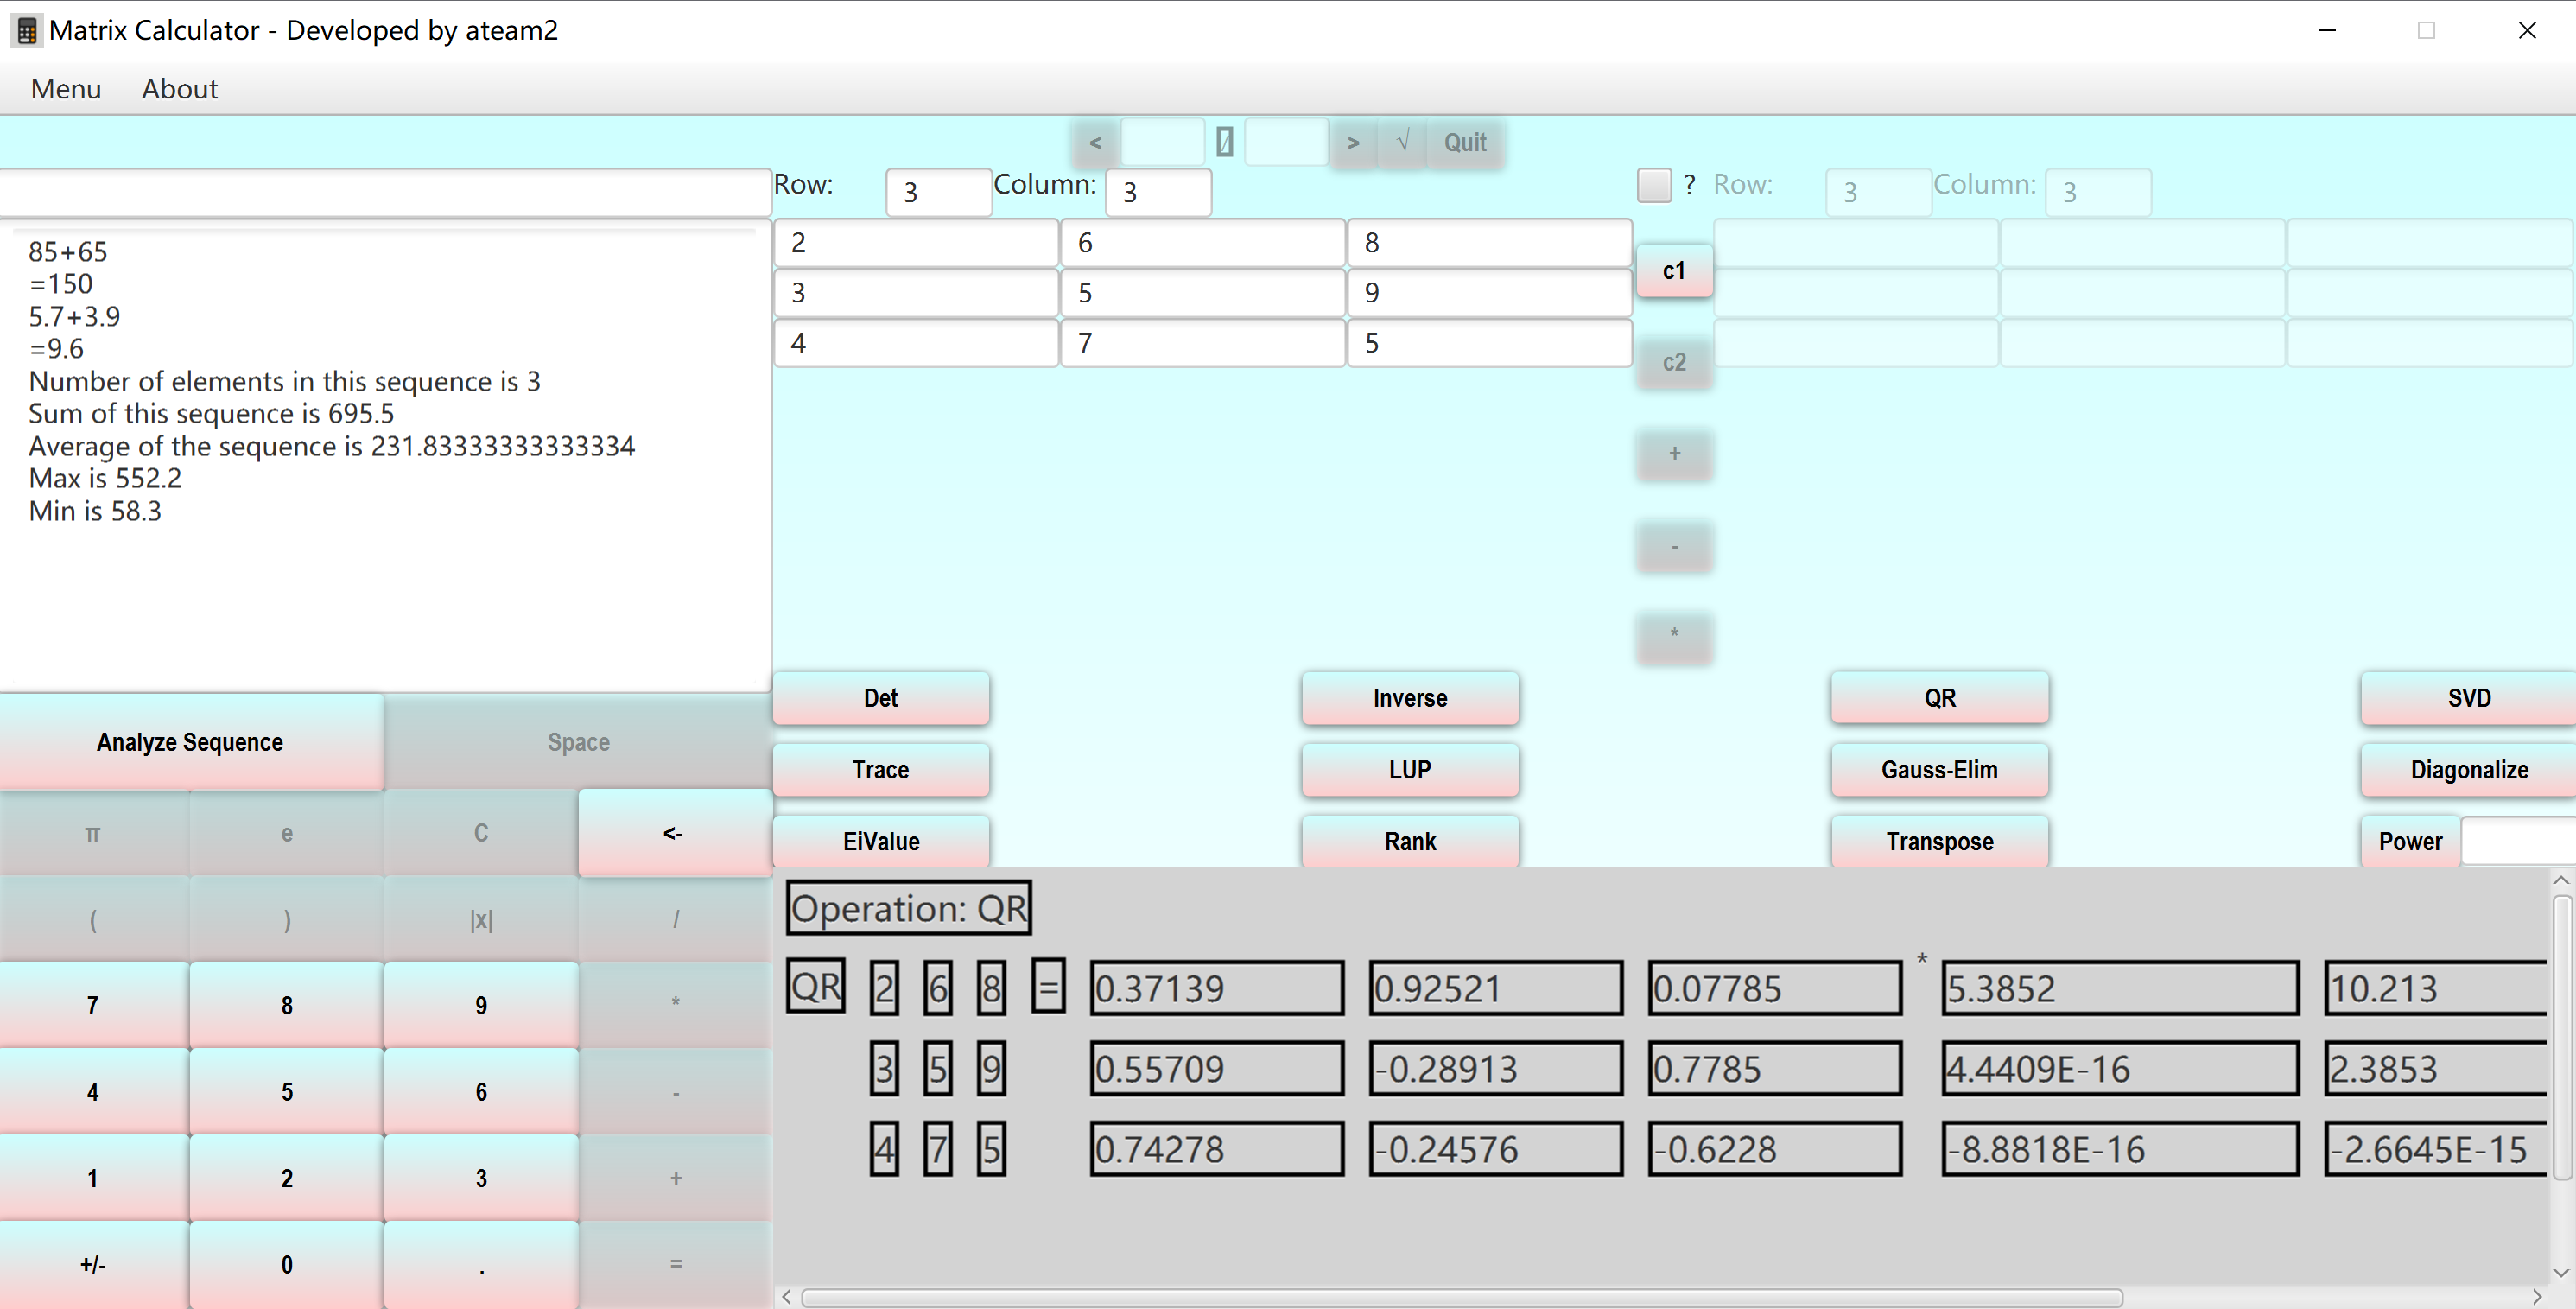 Matrix Calculator - Developed by ateam2
Menu About
< / > √ Quit
Row: 3 Column: 3 ? Row: 3 Column: 3
85+65
=150
5.7+3.9
=9.6
Number of elements in this sequence is 3
Sum of this sequence is 695.5
Average of the sequence is 231.83333333333334
Max is 552.2
Min is 58.3
2 6 8
3 5 9
4 7 5
c1
c2
+
-
*
Det Inverse QR SVD
Trace LUP Gauss-Elim Diagonalize
EiValue Rank Transpose Power
Analyze Sequence Space
π e C <-
( ) |x| /
7 8 9 *
4 5 6 -
1 2 3 +
+/- 0 . =
Operation: QR
QR 2 6 8 = 0.37139 0.92521 0.07785 * 5.3852 10.213
3 5 9 0.55709 -0.28913 0.7785 4.4409E-16 2.3853
4 7 5 0.74278 -0.24576 -0.6228 -8.8818E-16 -2.6645E-15